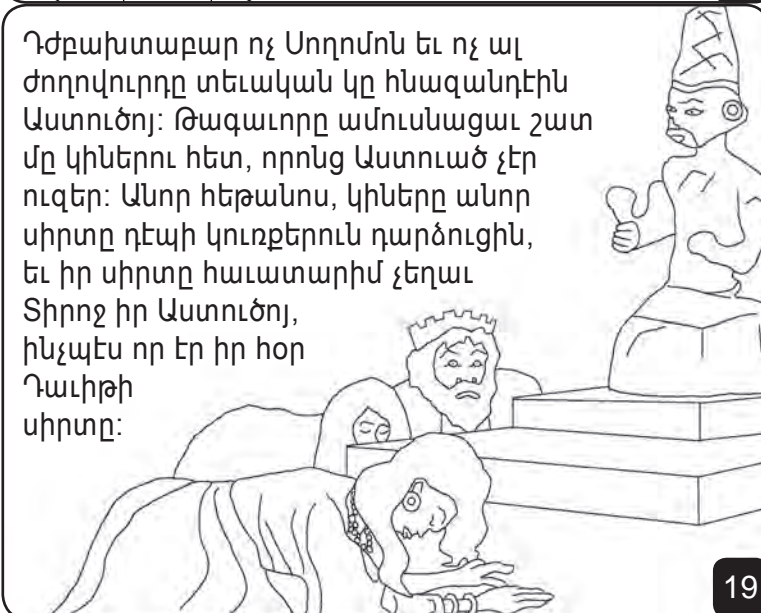 Դժբախտաբար ոչ Սողոմոն եւ ոչ ալ
ժողովուրդը տեւական կը հնազանդէին
Աստուծոյ: Թագաւորը ամուսնացաւ շատ
մը կիներու հետ, որոնց Աստուած չէր
ուզեր: Անոր հեթանոս, կիները անոր
սիրտը դէպի կուռքերուն դարձուցին,
եւ իր սիրտը հաւատարիմ չեղաւ
Տիրոջ իր Աստուծոյ,
ինչպէս որ էր իր հօր
Դաւիթի
սիրտը:
19